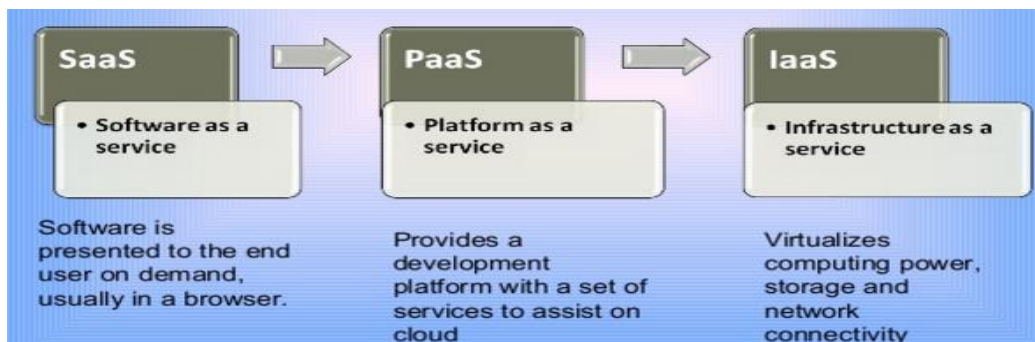 SaaS
• Software as a
service
Software is
presented to the end
user on demand,
usually in a browser.
PaaS
• Platform as a
service
Provides a
development
platform with a set of
services to assist on
cloud
IaaS
• Infrastructure as a
service
Virtualizes
computing power,
storage and
network
connectivity